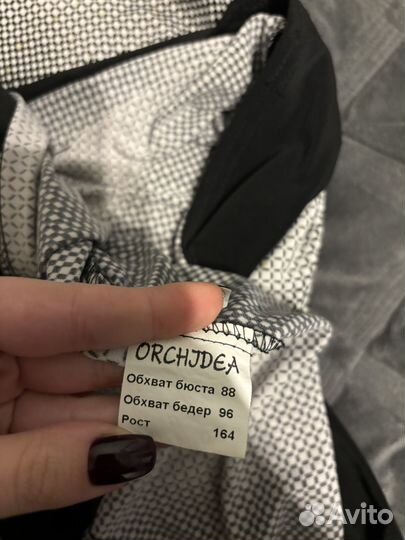 ORCHIDEA
Обхват бюста 88
Обхват бедер 96
Рост 164
Avito